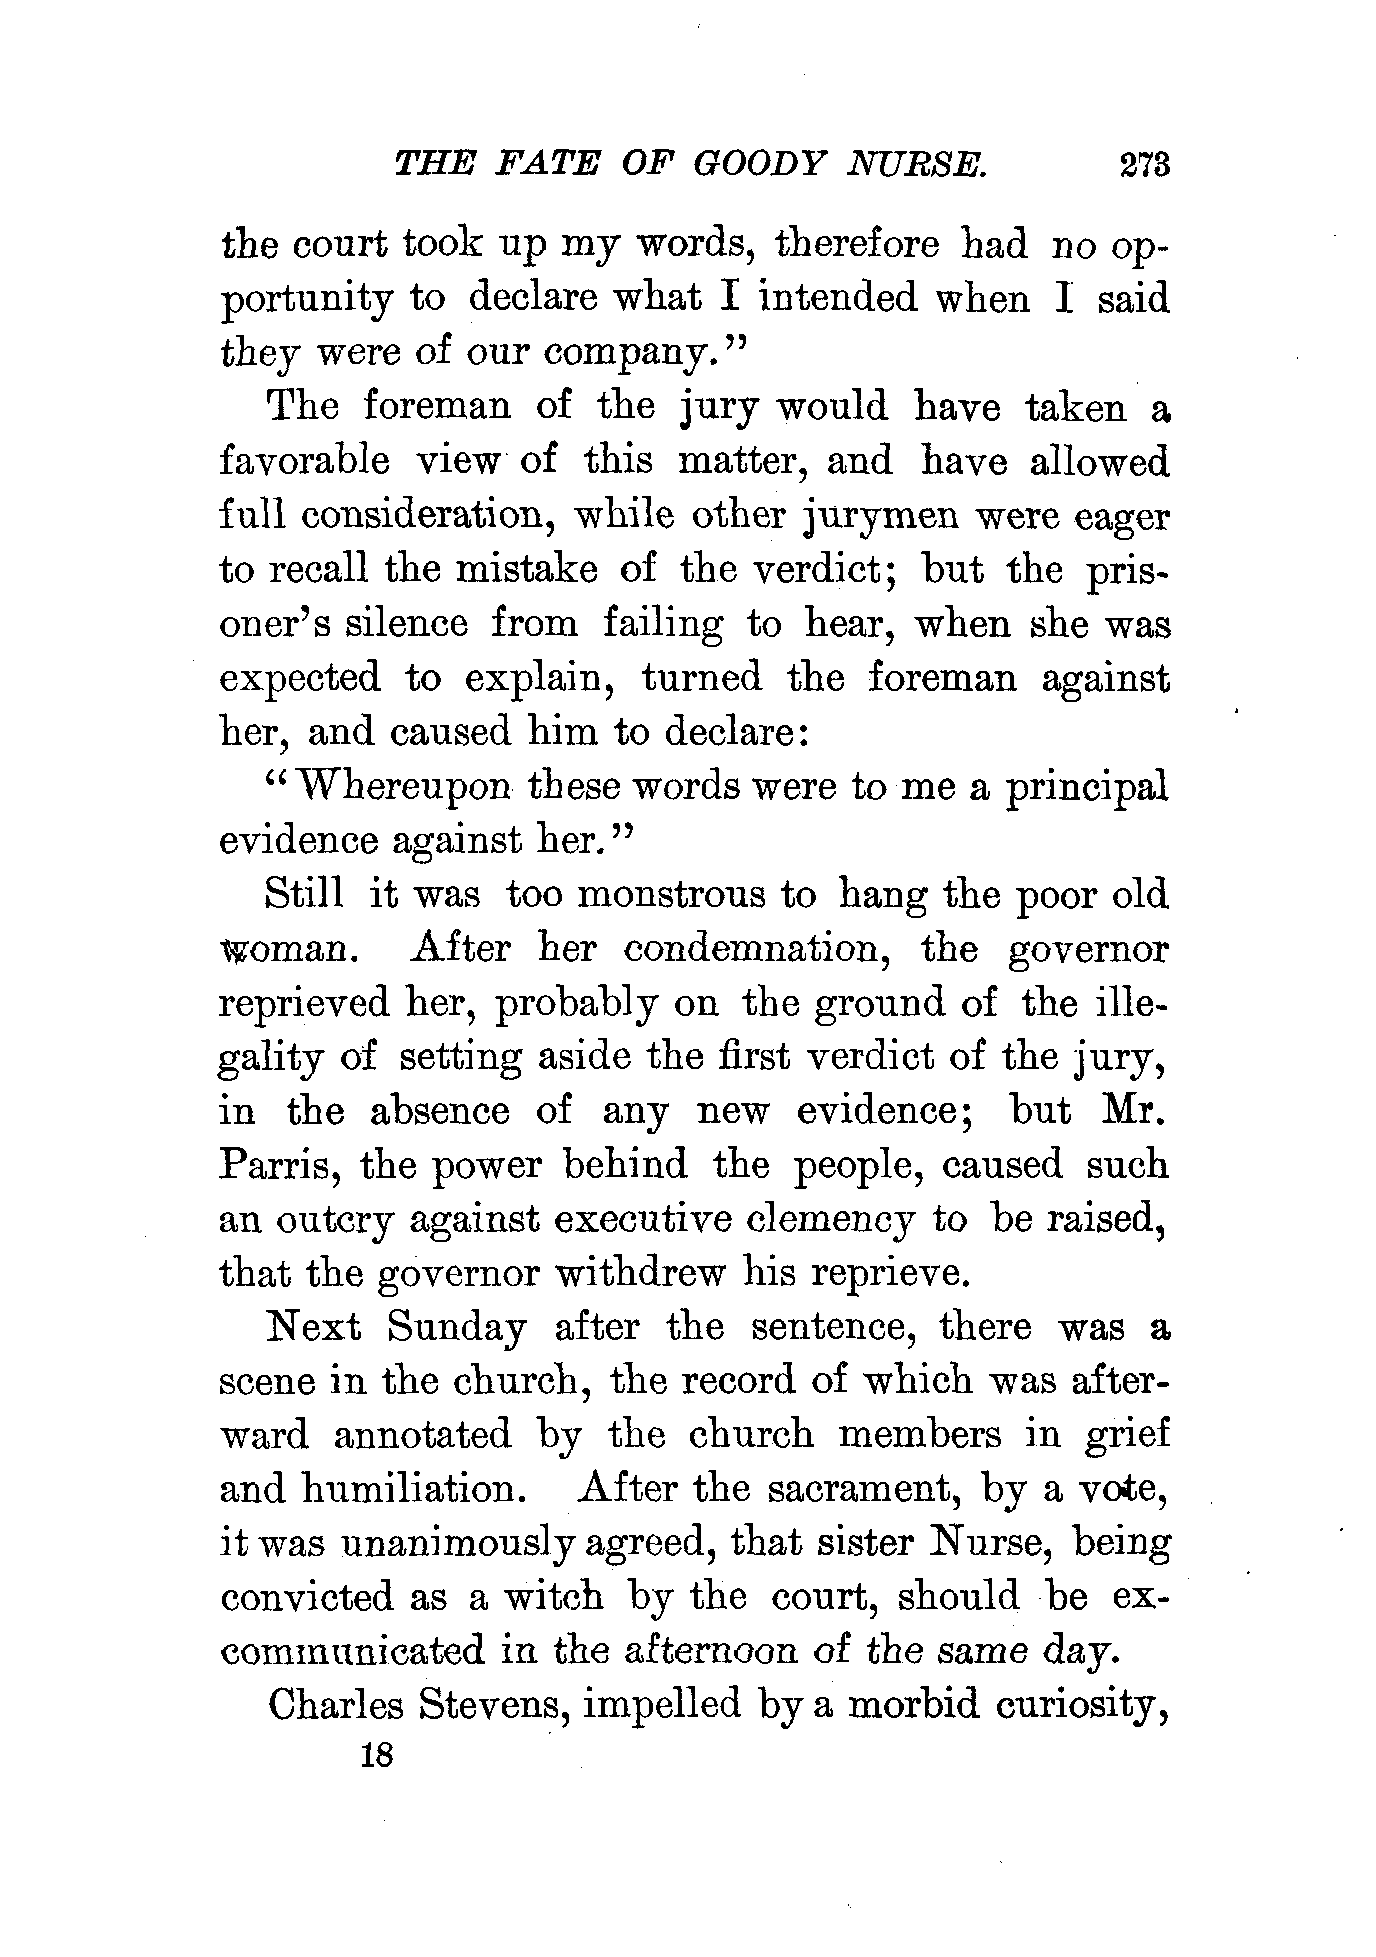 THE FATE OF GOODY NURSE. 273
the court took up my words, therefore had no op-
portunity to declare what I intended when I said
they were of our company."
The foreman of the jury would have taken a
favorable view of this matter, and have allowed
full consideration, while other jurymen were eager
to recall the mistake of the verdict; but the pris-
oner's silence from failing to hear, when she was
expected to explain, turned the foreman against
her, and caused him to declare:
"Whereupon these words were to me a principal
evidence against her."
Still it was too monstrous to hang the poor old
woman. After her condemnation, the governor
reprieved her, probably on the ground of the ille-
gality of setting aside the first verdict of the jury,
in the absence of any new evidence; but Mr.
Parris, the power behind the people, caused such
an outcry against executive clemency to be raised,
that the governor withdrew his reprieve.
Next Sunday after the sentence, there was a
scene in the church, the record of which was after-
ward annotated by the church members in grief
and humiliation. After the sacrament, by a vote,
it was unanimously agreed, that sister Nurse, being
convicted as a witch by the court, should be ex-
communicated in the afternoon of the same day.
Charles Stevens, impelled by a morbid curiosity,
18